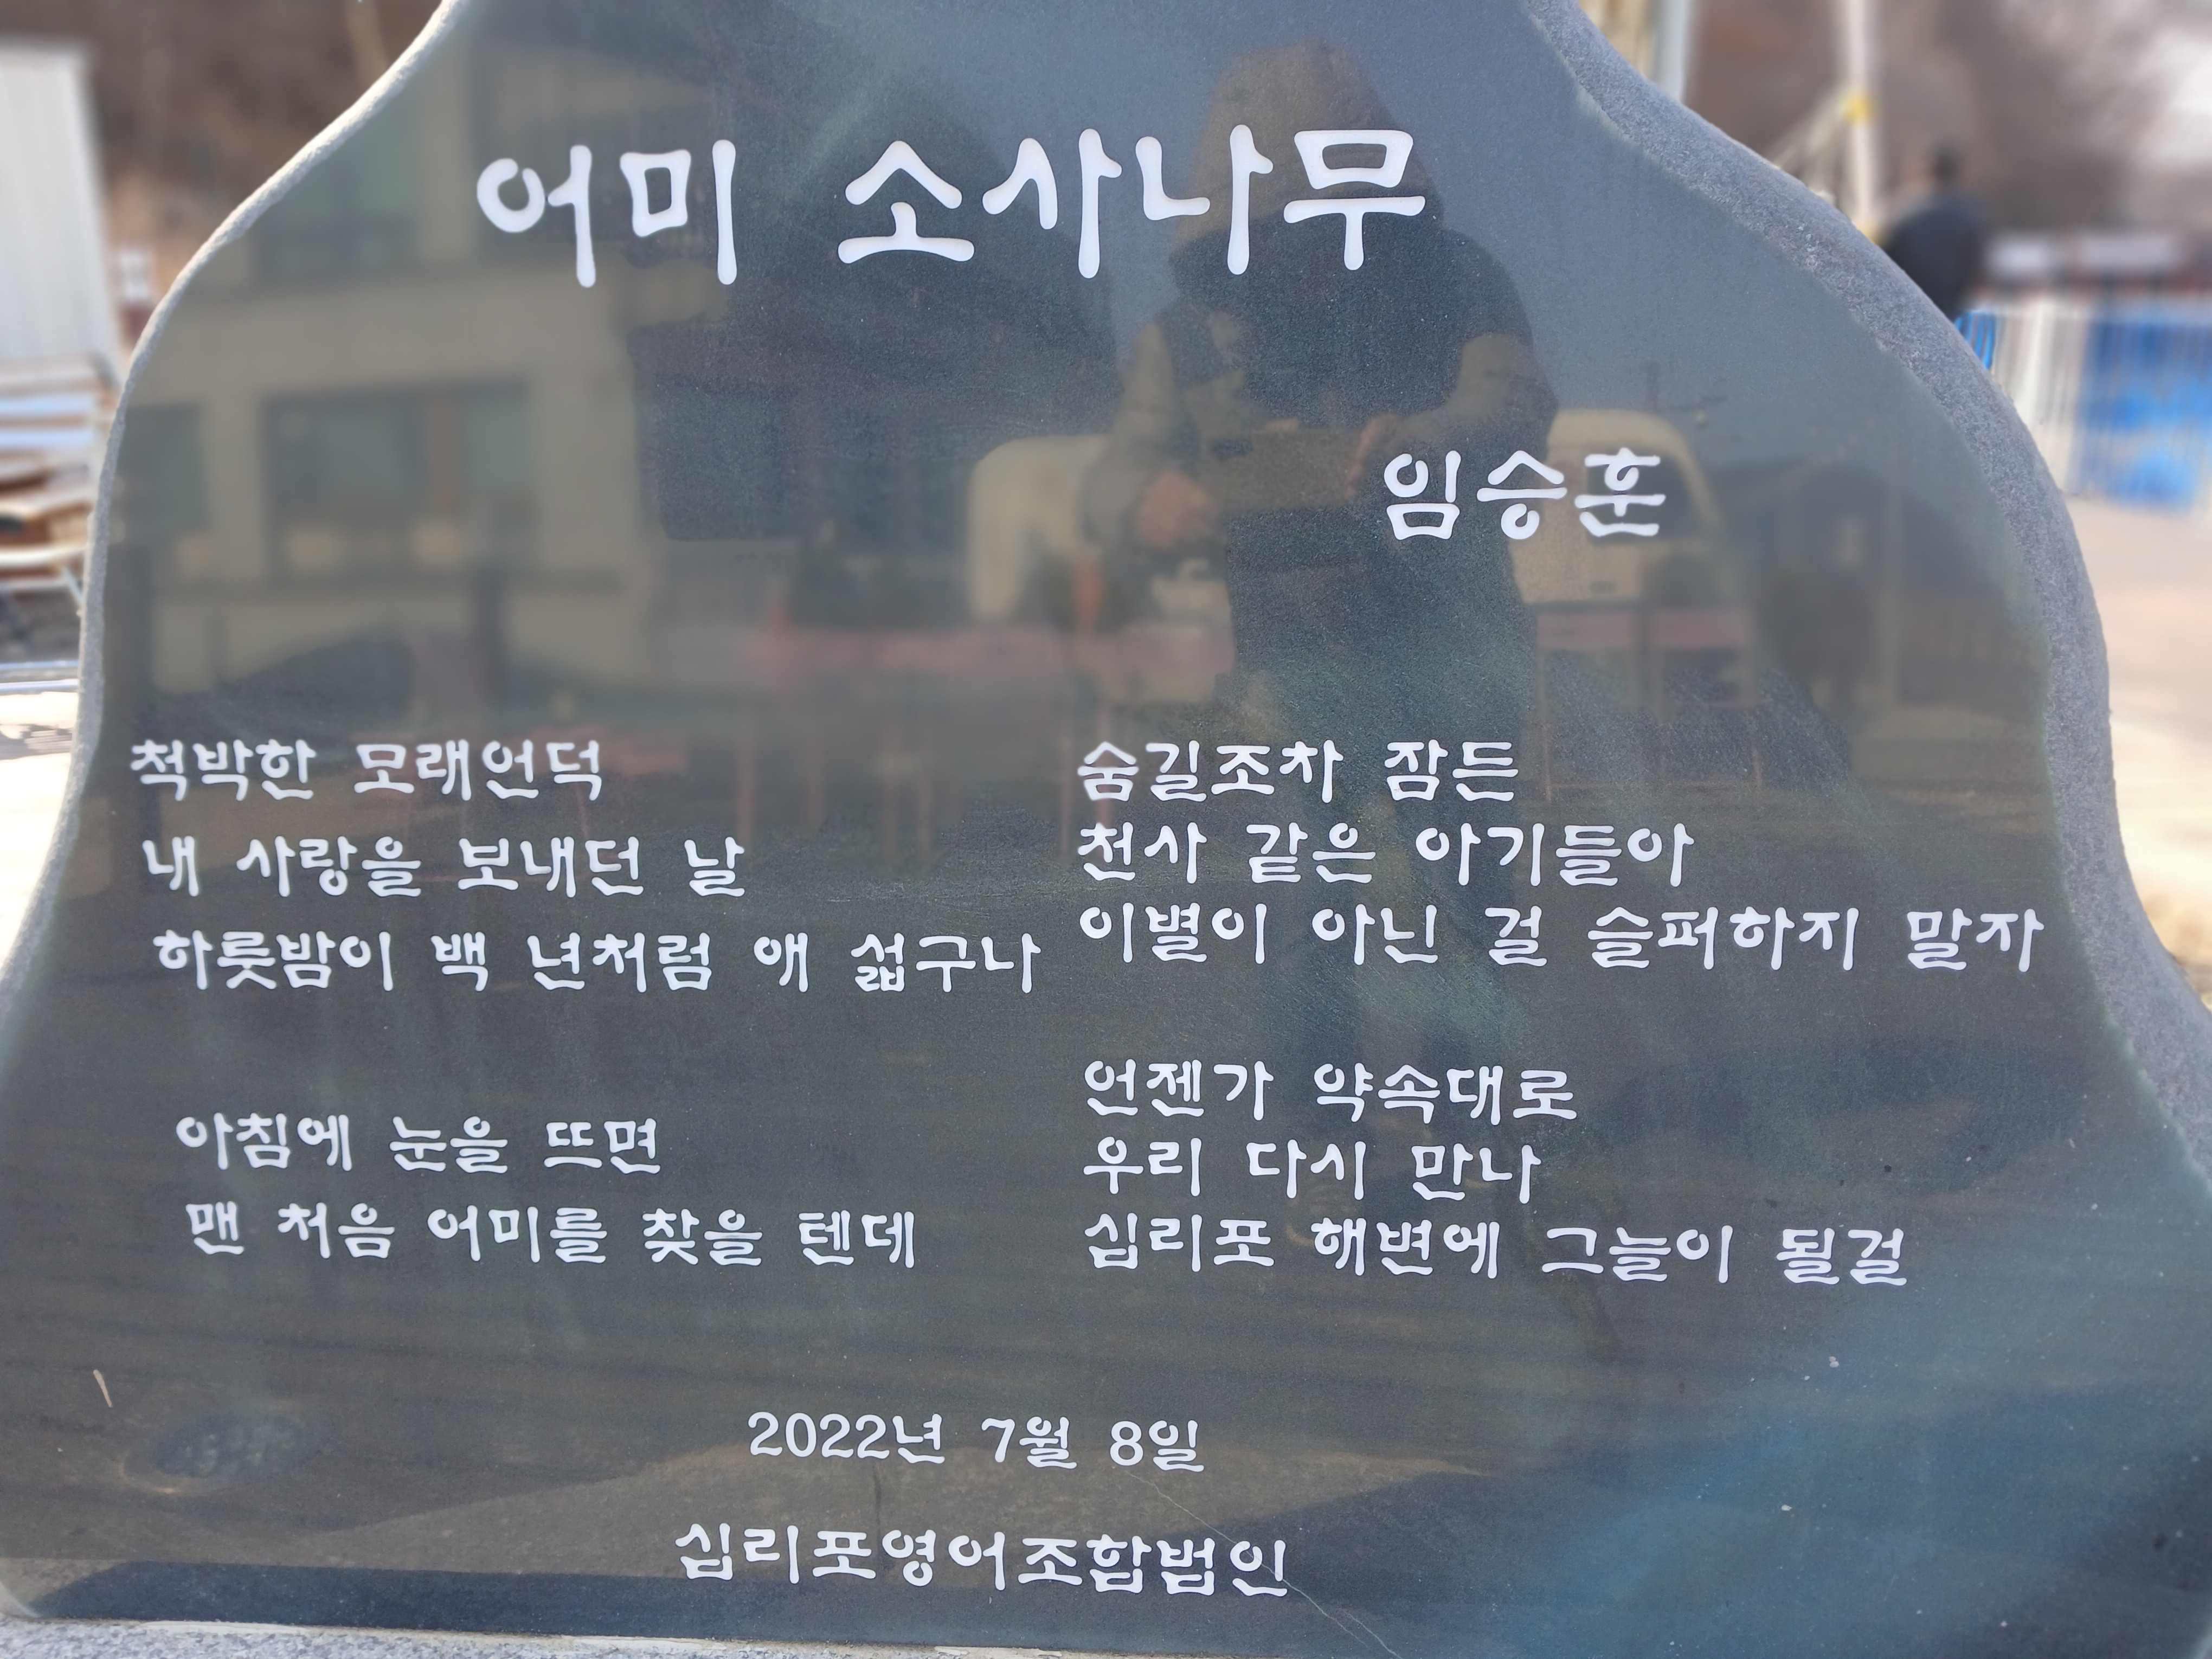 어미 소사나무
임승훈
척박한 모래언덕
내 사랑을 보내던 날
하룻밤이 백 년처럼 얘 섧구나
아침에 눈을 뜨면
맨 처음 어미를 찾을 텐데
숨길조차 잠든
천사 같은 아기들아
이별이 아닌 걸 슬퍼하지 말자
언젠가 약속대로
우리 다시 만나
십리포 해변에 그늘이 될걸
2022년 7월 8일
십리포영어조합법인